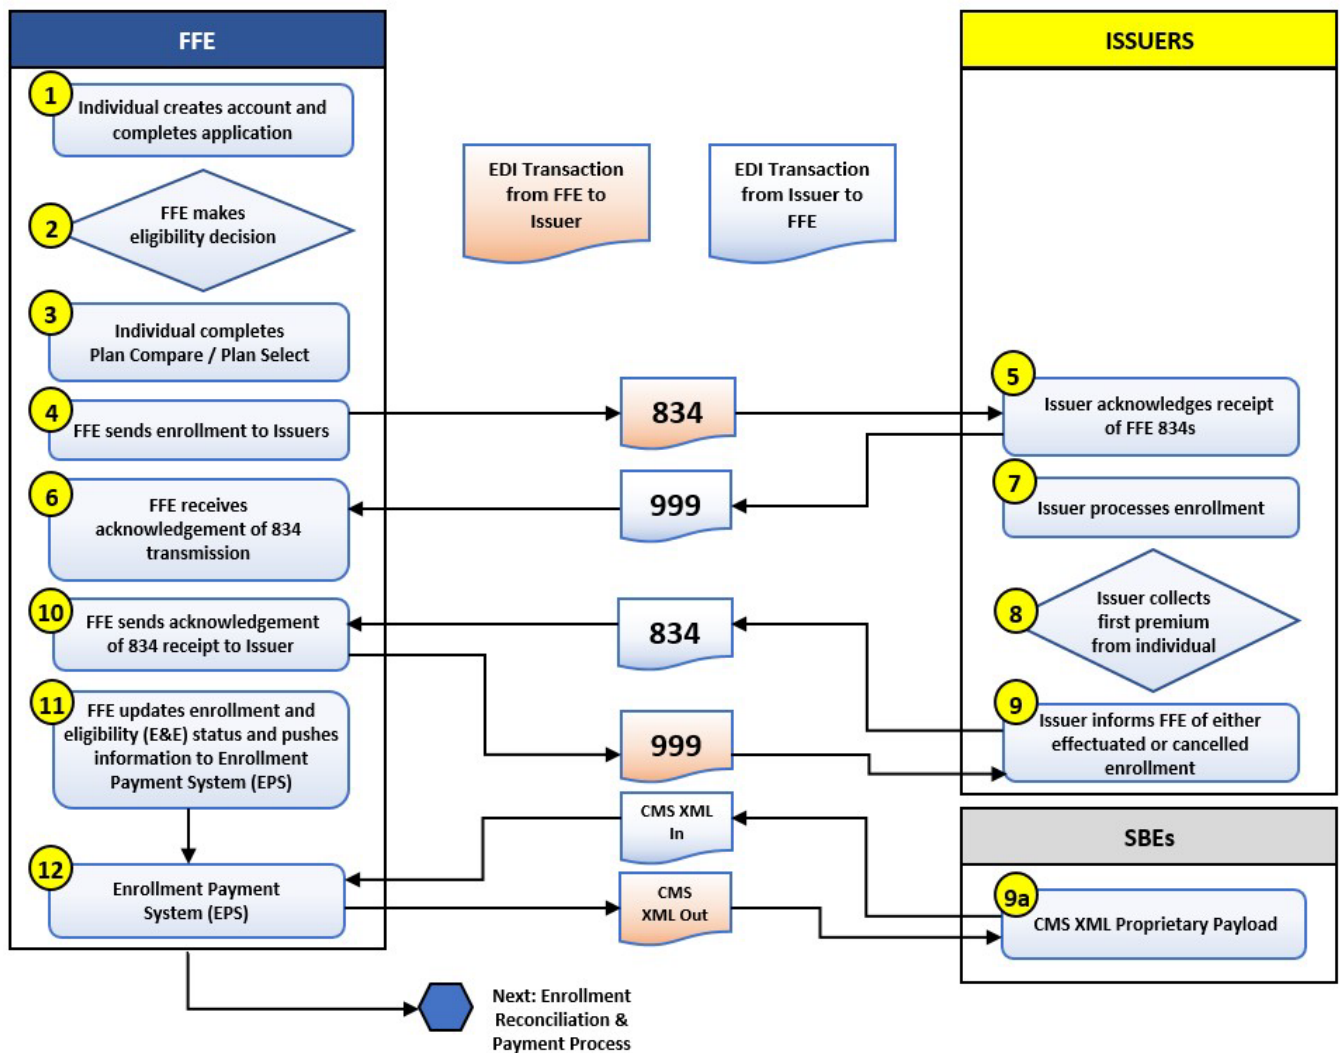 FFE
ISSUERS
1
Individual creates account and
completes application
2
FFE makes
eligibility decision
EDI Transaction
from FFE to
Issuer
EDI Transaction
from Issuer to
FFE
3
Individual completes
Plan Compare / Plan Select
4
FFE sends enrollment to Issuers
834
5
Issuer acknowledges receipt
of FFE 834s
6
FFE receives
acknowledgement of 834
transmission
999
7
Issuer processes enrollment
8
Issuer collects
first premium
from individual
10
FFE sends acknowledgement
of 834 receipt to Issuer
834
9
Issuer informs FFE of either
effectuated or cancelled
enrollment
11
FFE updates enrollment and
eligibility (E&E) status and pushes
information to Enrollment
Payment System (EPS)
999
CMS XML
In
SBEs
12
Enrollment Payment
System (EPS)
CMS
XML Out
9a
CMS XML Proprietary Payload
Next: Enrollment
Reconciliation &
Payment Process